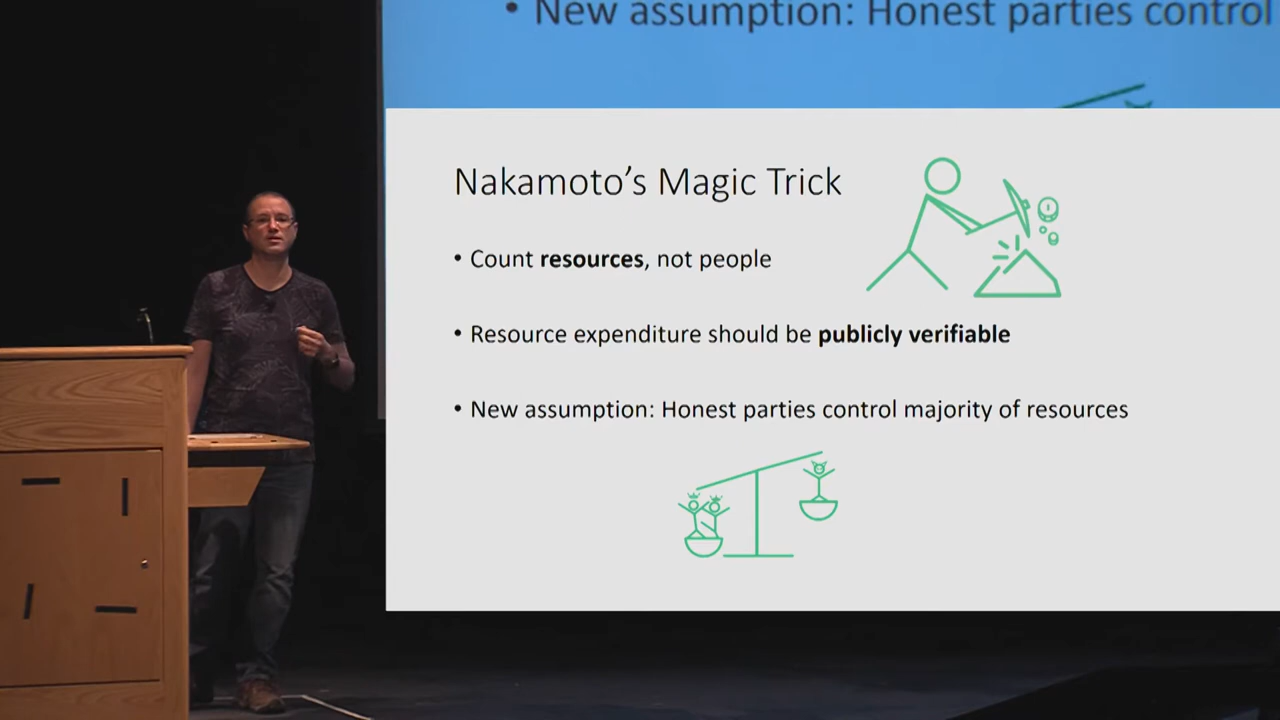 • New assumption: Honest parties control
Nakamoto’s Magic Trick
• Count resources, not people
• Resource expenditure should be publicly verifiable
• New assumption: Honest parties control majority of resources